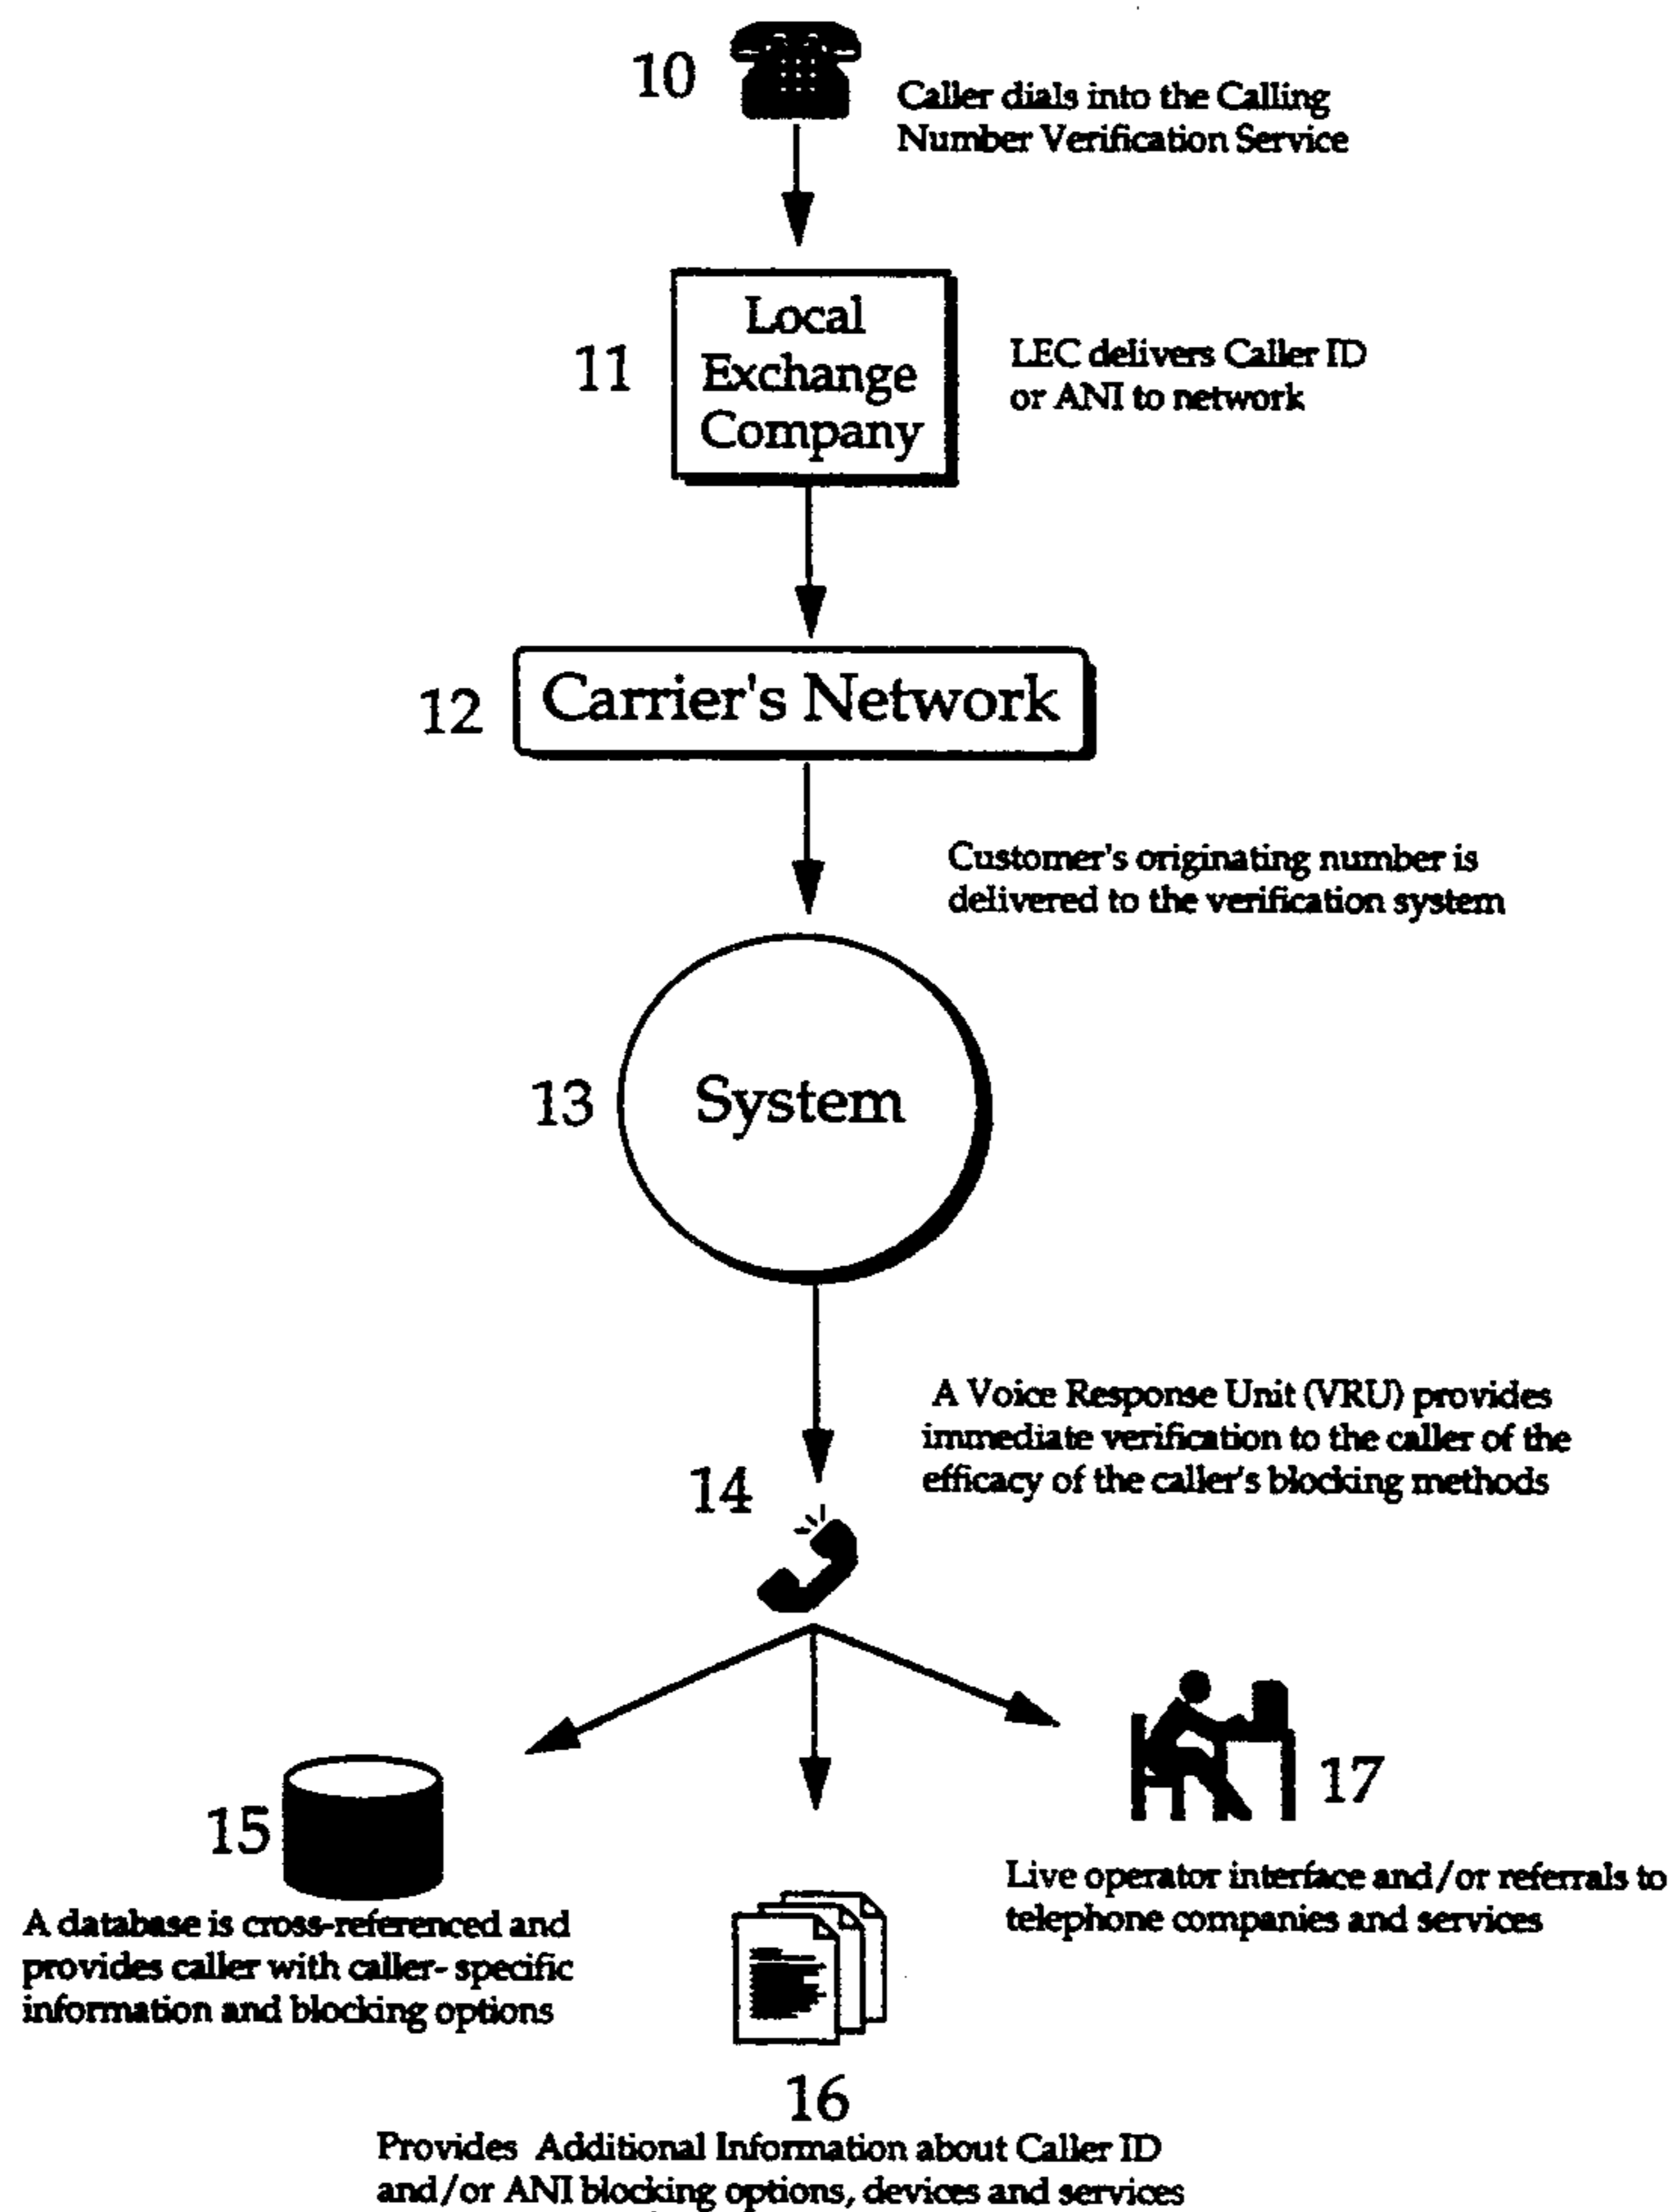 10
Caller dials into the Calling
Number Verification Service
Local
Exchange
Company
11
LEC delivers Caller ID
or ANI to network
12
Carrier's Network
Customer's originating number is
delivered to the verification system
13
System
A Voice Response Unit (VRU) provides
immediate verification to the caller of the
efficacy of the caller's blocking methods
14
15
A database is cross-referenced and
provides caller with caller- specific
information and blocking options
17
Live operator interface and/or referrals to
telephone companies and services
16
Provides Additional Information about Caller ID
and/or ANI blocking options, devices and services